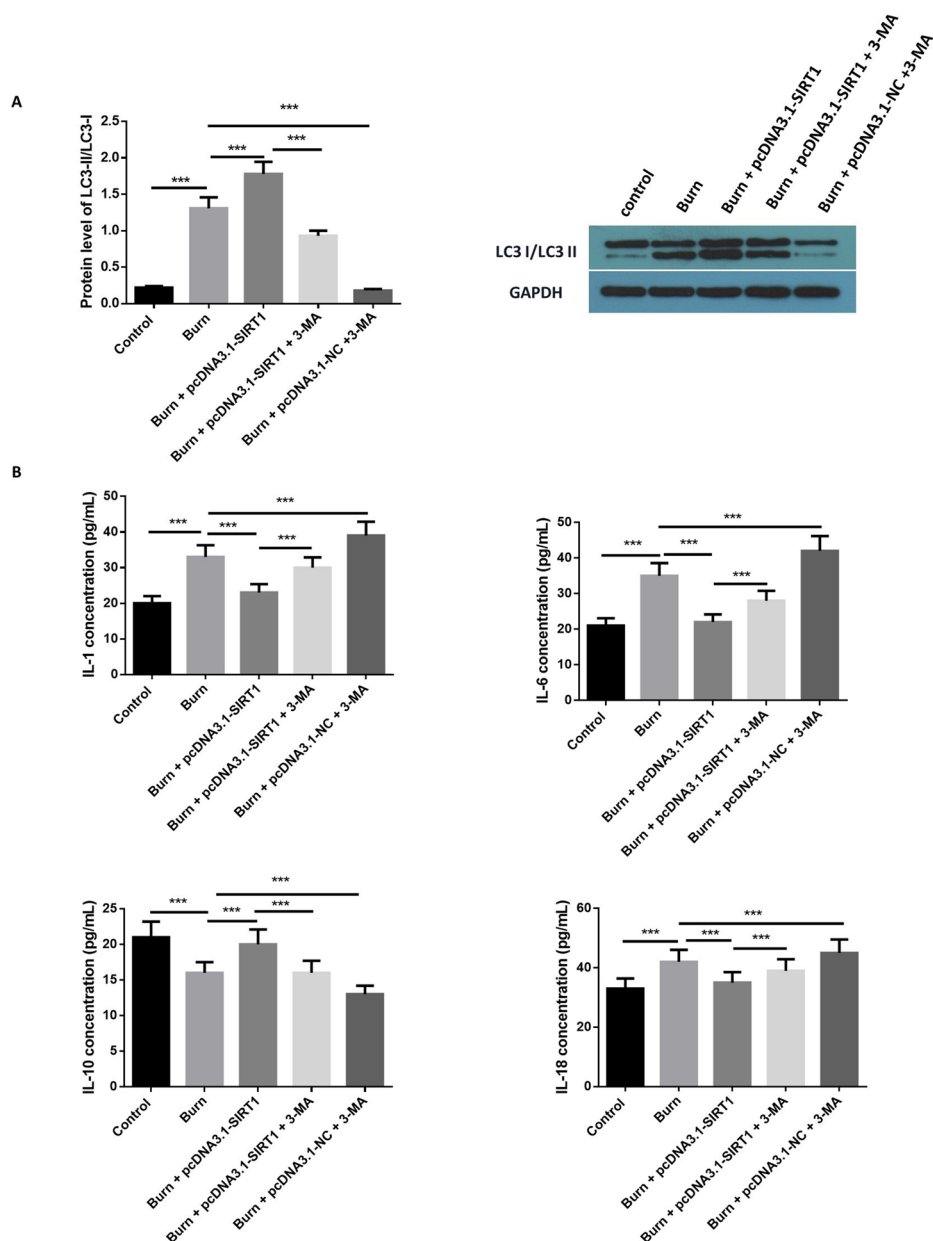 A
Protein level of LC3-II/LC3-I
2.5
2.0
1.5
1.0
0.5
0.0
***
***
***
***
Control
Burn
Burn + pcDNA3.1-SIRT1
Burn + pcDNA3.1-SIRT1 + 3-MA
Burn + pcDNA3.1-NC +3-MA
control
Burn
Burn + pcDNA3.1-SIRT1
Burn + pcDNA3.1-SIRT1 + 3-MA
Burn + pcDNA3.1-NC +3-MA
LC3 I/LC3 II
GAPDH
B
IL-1 concentration (pg/mL)
50
40
30
20
10
0
***
***
***
***
Control
Burn
Burn + pcDNA3.1-SIRT1
Burn + pcDNA3.1-SIRT1 + 3-MA
Burn + pcDNA3.1-NC + 3-MA
IL-6 concentration (pg/mL)
50
40
30
20
10
0
***
***
***
***
Control
Burn
Burn + pcDNA3.1-SIRT1
Burn + pcDNA3.1-SIRT1 + 3-MA
Burn + pcDNA3.1-NC + 3-MA
IL-10 concentration (pg/mL)
25
20
15
10
5
0
***
***
***
***
Control
Burn
Burn + pcDNA3.1-SIRT1
Burn + pcDNA3.1-SIRT1 + 3-MA
Burn + pcDNA3.1-NC + 3-MA
IL-18 concentration (pg/mL)
60
40
20
0
***
***
***
***
Control
Burn
Burn + pcDNA3.1-SIRT1
Burn + pcDNA3.1-SIRT1 + 3-MA
Burn + pcDNA3.1-NC + 3-MA